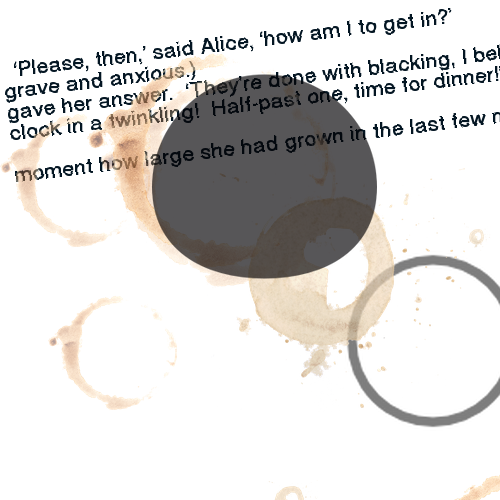 ‘Please, then,’ said Alice, ‘how am I to get in?’
grave and anxious.)
gave her answer. ‘They're done with blacking, I bel
clock in a twinkling! Half-past one, time for dinner!’
moment how large she had grown in the last few m